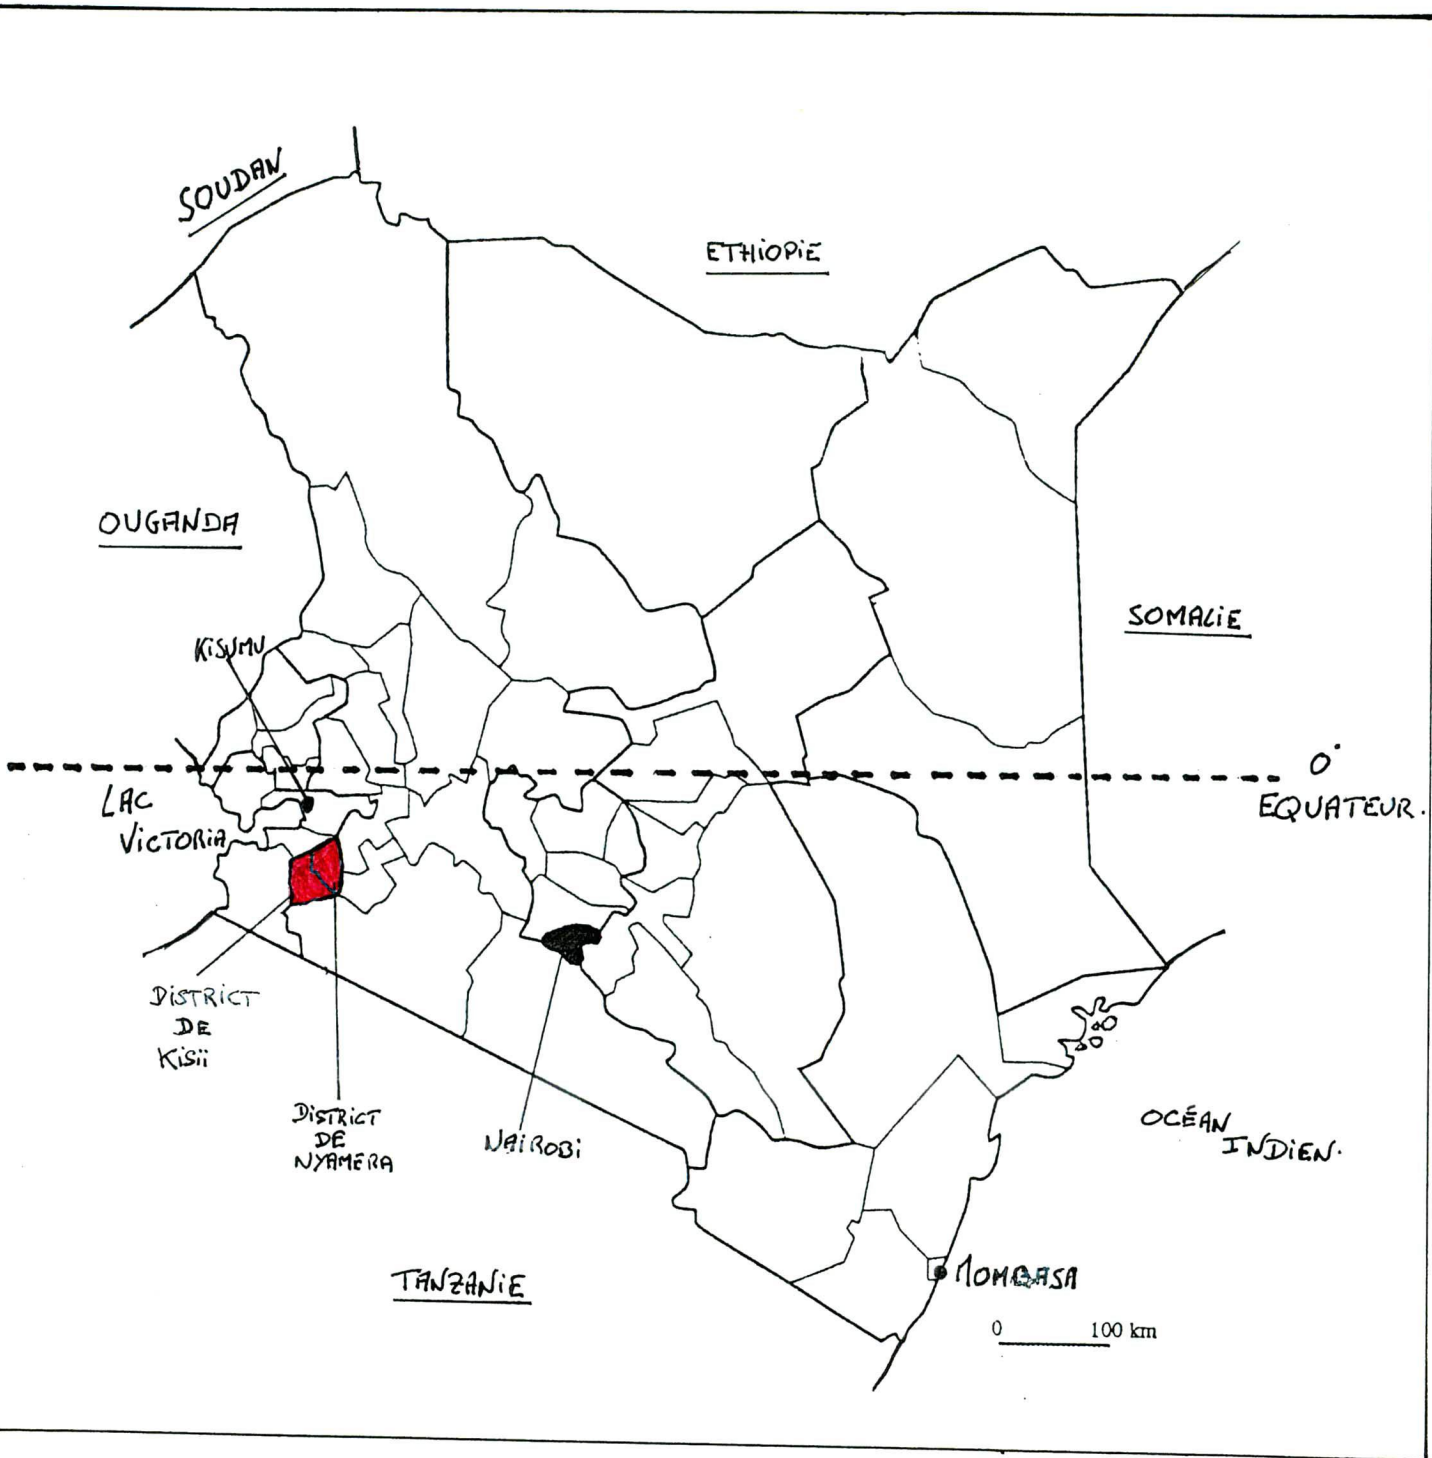 SOUDAN
ETHIOPIE
OUGANDA
SOMALIE
KISUMU
0°
EQUATEUR.
LAC
VICTORIA
DISTRICT
DE
KISII
DISTRICT
DE
NYAMERA
NAIROBI
OCÉAN
INDIEN.
TANZANIE
MOMBASA
0 100 km